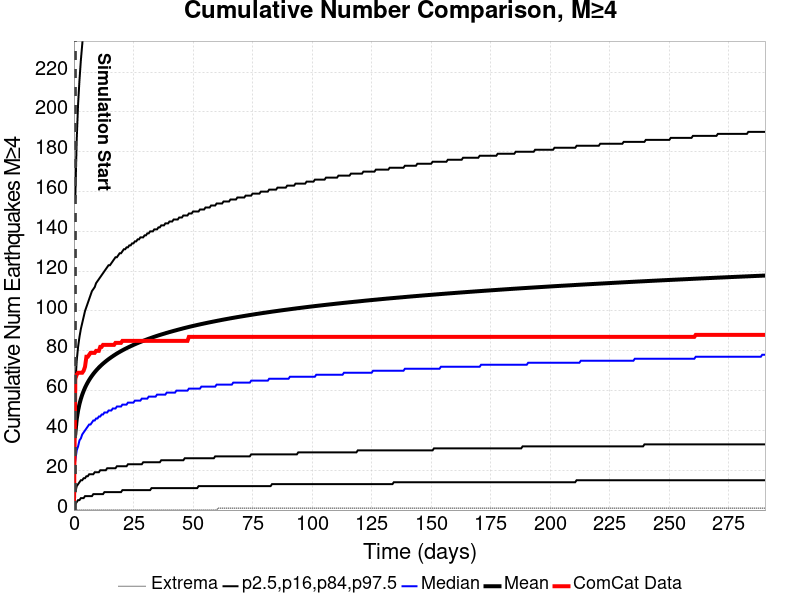 Cumulative Number Comparison, M≥4
Cumulative Num Earthquakes M≥4
220
200
180
160
140
120
100
80
60
40
20
0
Simulation Start
0 25 50 75 100 125 150 175 200 225 250 275
Time (days)
Extrema p2.5,p16,p84,p97.5 Median Mean ComCat Data